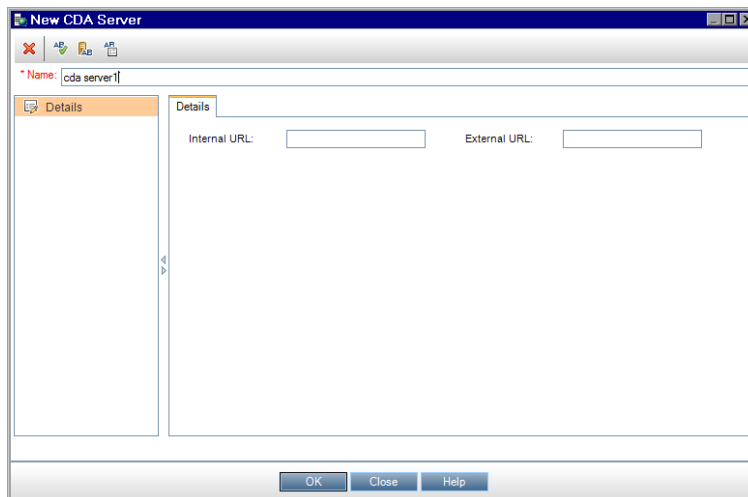 New CDA Server
* Name: cda server1
Details
Details
Internal URL: External URL:
OK Close Help